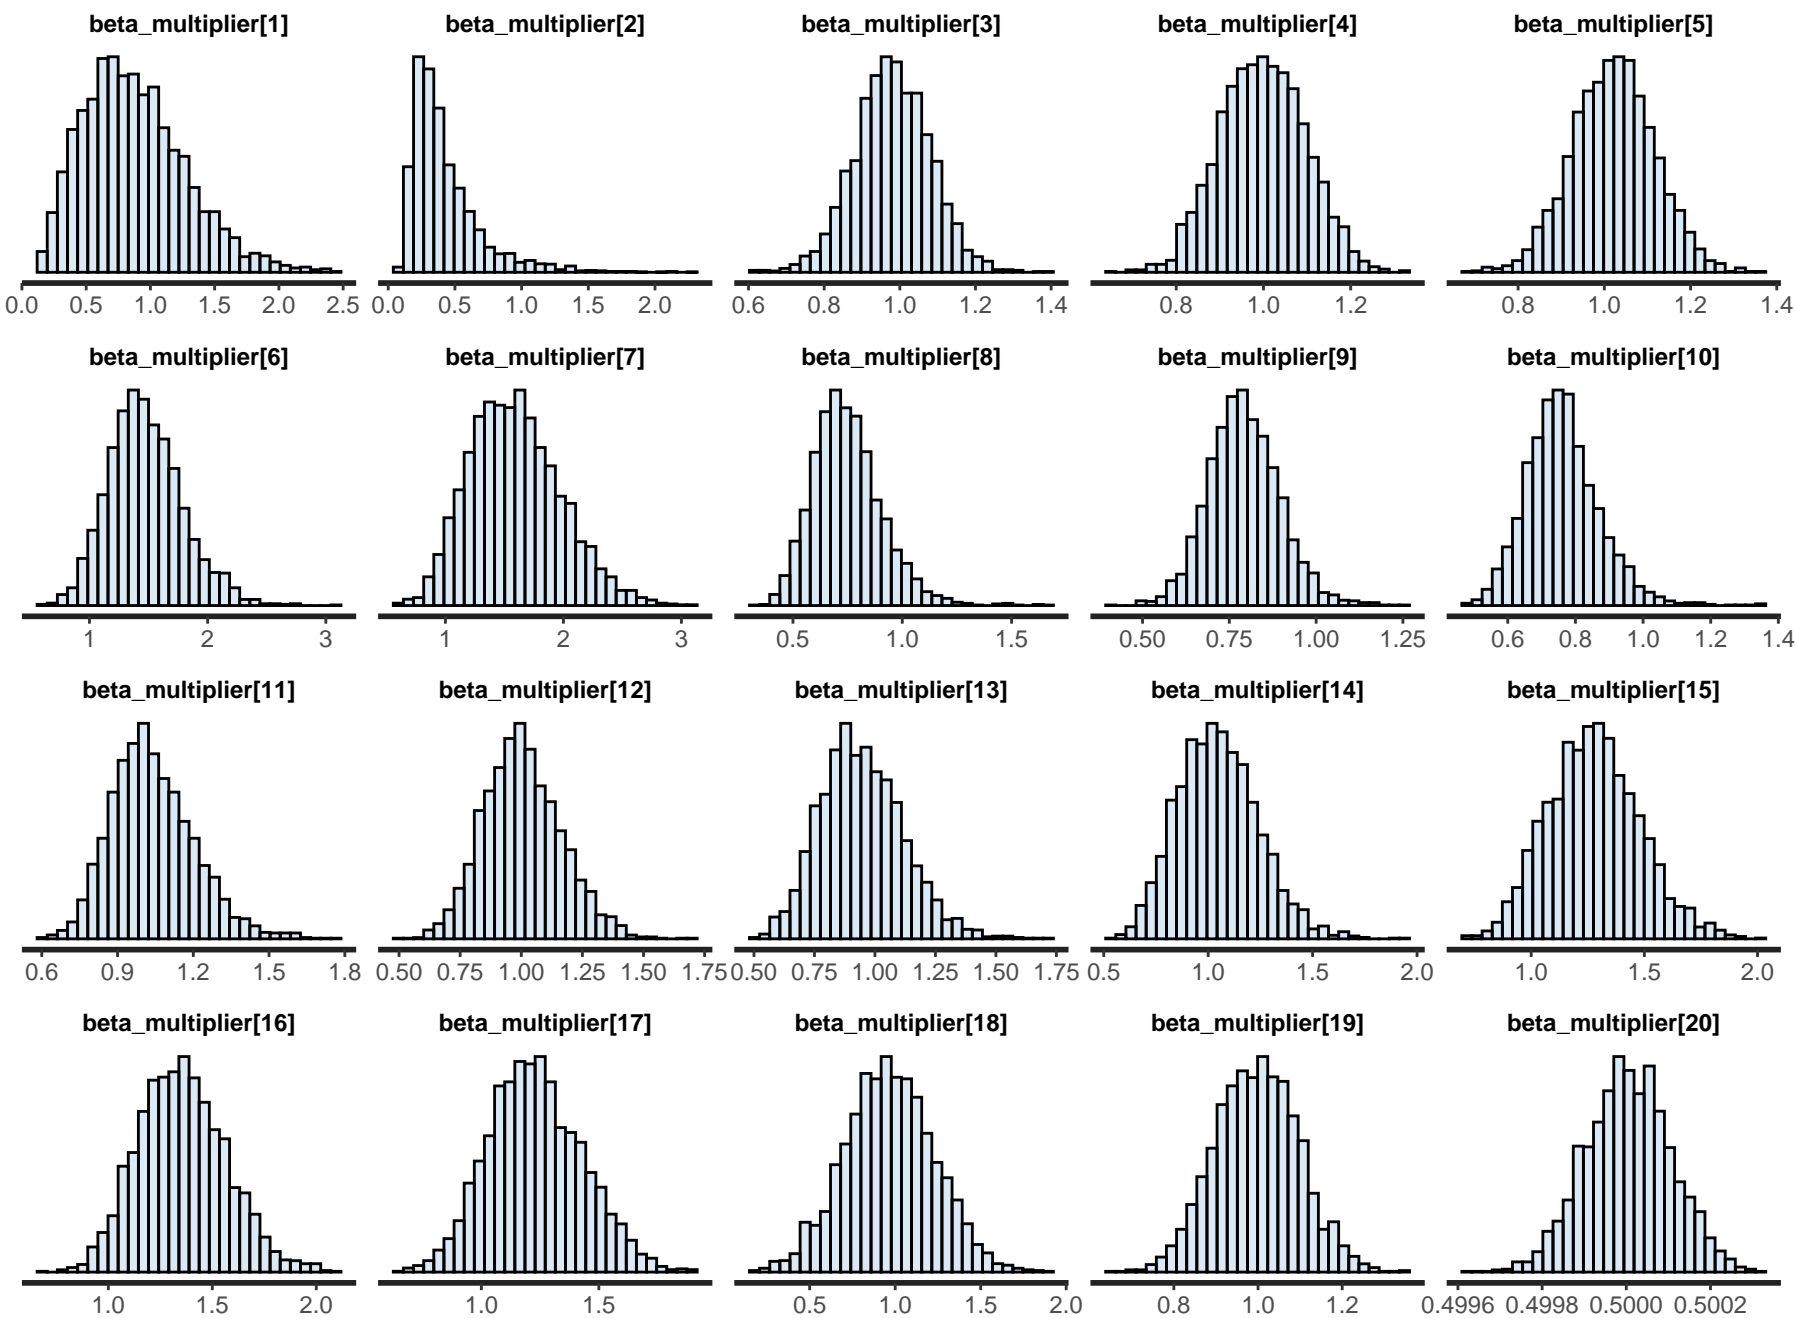 beta_multiplier[1] beta_multiplier[2] beta_multiplier[3] beta_multiplier[4] beta_multiplier[5]
0.0 0.5 1.0 1.5 2.0 2.5 0.0 0.5 1.0 1.5 2.0 0.6 0.8 1.0 1.2 1.4 0.8 1.0 1.2 0.8 1.0 1.2 1.4
beta_multiplier[6] beta_multiplier[7] beta_multiplier[8] beta_multiplier[9] beta_multiplier[10]
1 2 3 1 2 3 0.5 1.0 1.5 0.50 0.75 1.00 1.25 0.6 0.8 1.0 1.2 1.4
beta_multiplier[11] beta_multiplier[12] beta_multiplier[13] beta_multiplier[14] beta_multiplier[15]
0.6 0.9 1.2 1.5 1.8 0.50 0.75 1.00 1.25 1.50 1.75 0.50 0.75 1.00 1.25 1.50 1.75 0.5 1.0 1.5 2.0 1.0 1.5 2.0
beta_multiplier[16] beta_multiplier[17] beta_multiplier[18] beta_multiplier[19] beta_multiplier[20]
1.0 1.5 2.0 1.0 1.5 0.5 1.0 1.5 2.0 0.8 1.0 1.2 0.4996 0.4998 0.5000 0.5002